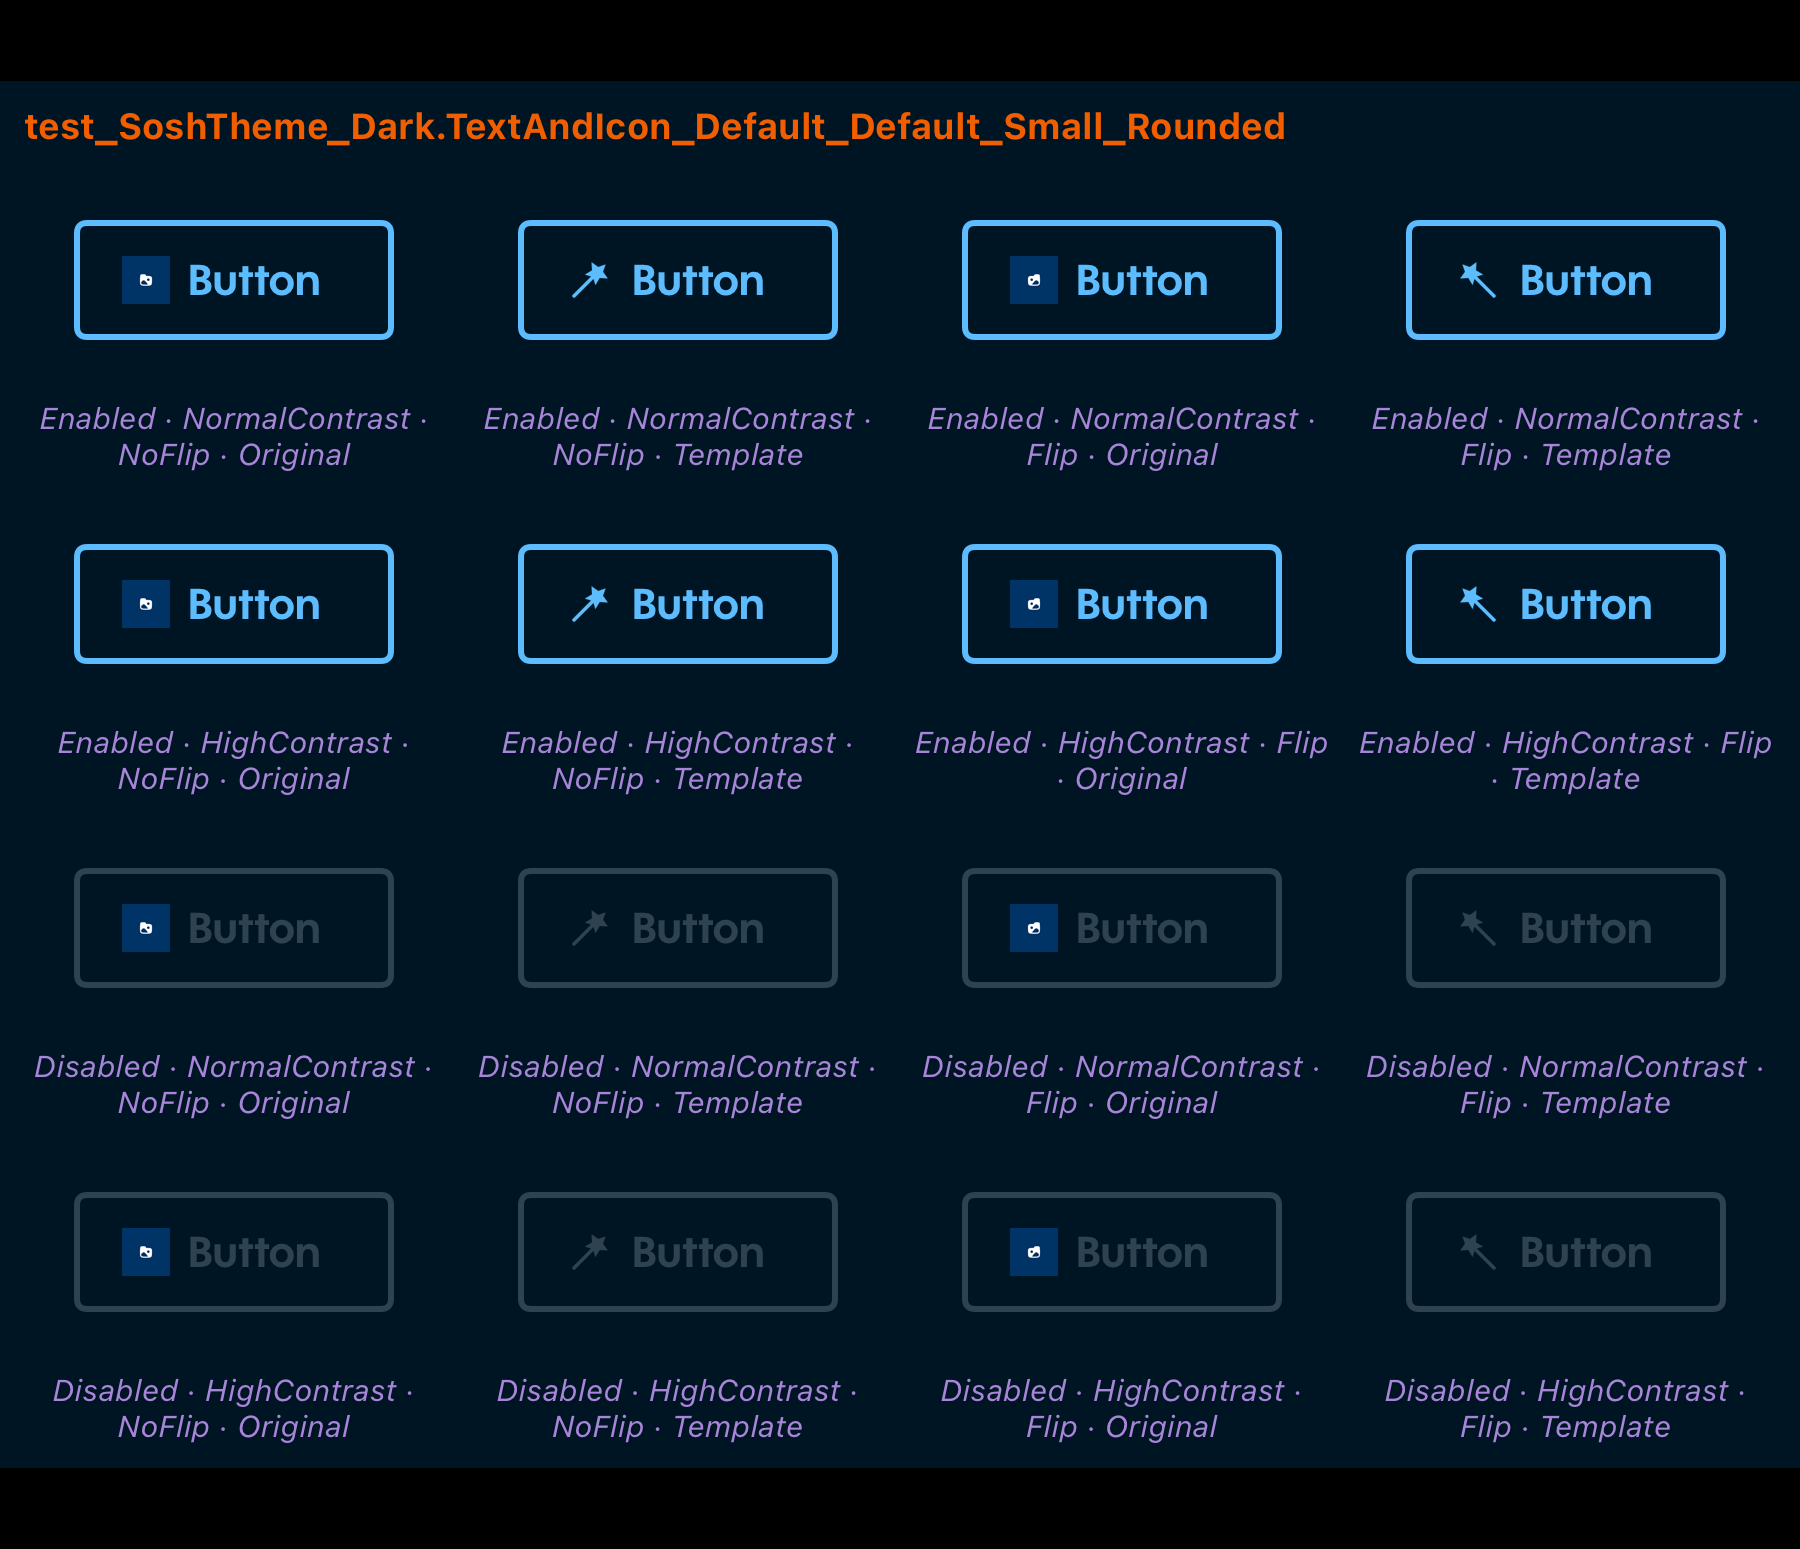 test_SoshTheme_Dark.TextAndIcon_Default_Default_Small_Rounded
Button
Button
Button
Button
Enabled · NormalContrast ·
NoFlip · Original
Enabled · NormalContrast ·
NoFlip · Template
Enabled · NormalContrast ·
Flip · Original
Enabled · NormalContrast ·
Flip · Template
Button
Button
Button
Button
Enabled · HighContrast ·
NoFlip · Original
Enabled · HighContrast ·
NoFlip · Template
Enabled · HighContrast · Flip
· Original
Enabled · HighContrast · Flip
· Template
Button
Button
Button
Button
Disabled · NormalContrast ·
NoFlip · Original
Disabled · NormalContrast ·
NoFlip · Template
Disabled · NormalContrast ·
Flip · Original
Disabled · NormalContrast ·
Flip · Template
Button
Button
Button
Button
Disabled · HighContrast ·
NoFlip · Original
Disabled · HighContrast ·
NoFlip · Template
Disabled · HighContrast ·
Flip · Original
Disabled · HighContrast ·
Flip · Template